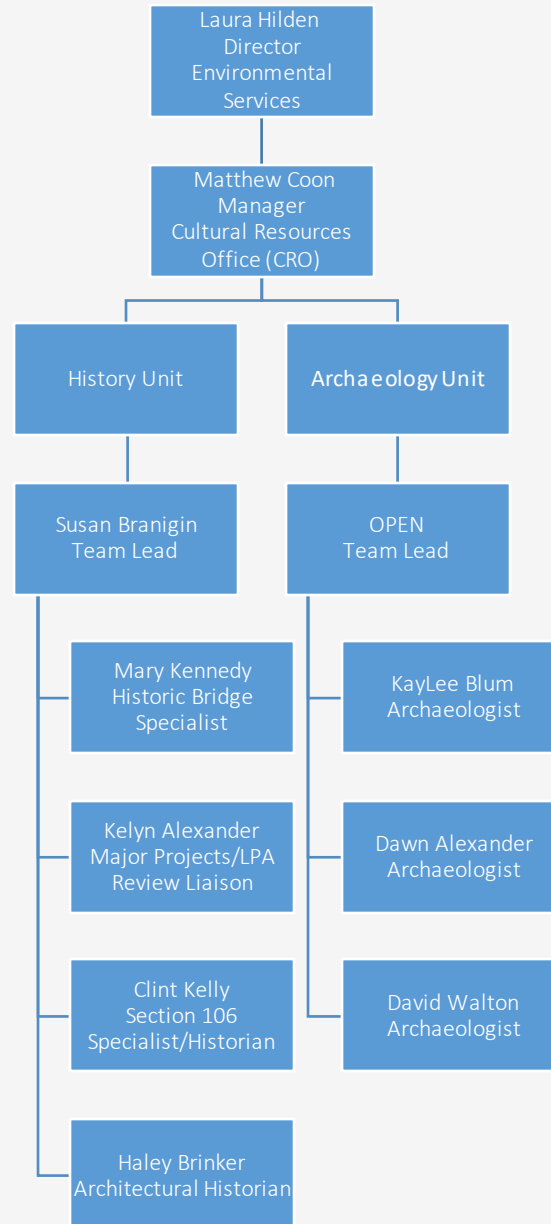 Laura Hilden
Director
Environmental
Services
Matthew Coon
Manager
Cultural Resources
Office (CRO)
History Unit
Archaeology Unit
Susan Branigin
Team Lead
OPEN
Team Lead
Mary Kennedy
Historic Bridge
Specialist
Kelyn Alexander
Major Projects/LPA
Review Liaison
Clint Kelly
Section 106
Specialist/Historian
Haley Brinker
Architectural Historian
KayLee Blum
Archaeologist
Dawn Alexander
Archaeologist
David Walton
Archaeologist